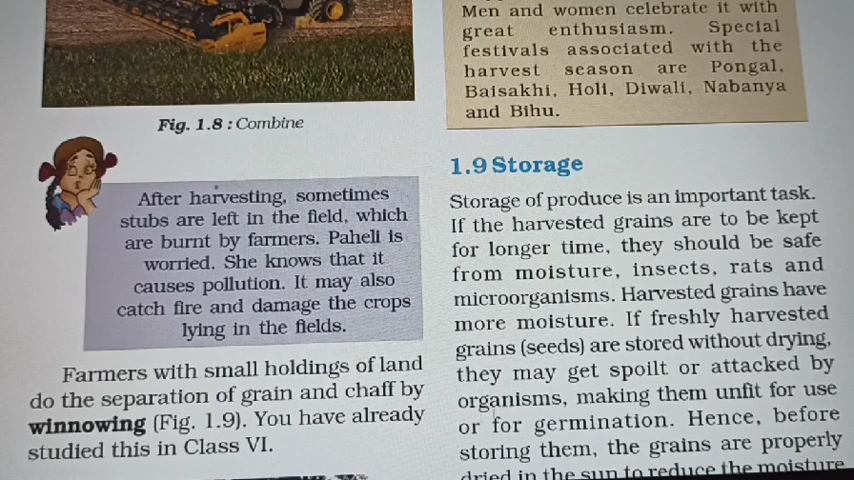 Fig. 1.8 : Combine
After harvesting, sometimes
stubs are left in the field, which
are burnt by farmers. Paheli is
worried. She knows that it
causes pollution. It may also
catch fire and damage the crops
lying in the fields.
Farmers with small holdings of land
do the separation of grain and chaff by
winnowing (Fig. 1.9). You have already
studied this in Class VI.
Men and women celebrate it with
great enthusiasm. Special
festivals associated with the
harvest season are Pongal,
Baisakhi, Holi, Diwali, Nabanya
and Bihu.
1.9 Storage
Storage of produce is an important task.
If the harvested grains are to be kept
for longer time, they should be safe
from moisture, insects, rats and
microorganisms. Harvested grains have
more moisture. If freshly harvested
grains (seeds) are stored without drying,
they may get spoilt or attacked by
organisms, making them unfit for use
or for germination. Hence, before
storing them, the grains are properly
dried in the sun to reduce the moisture